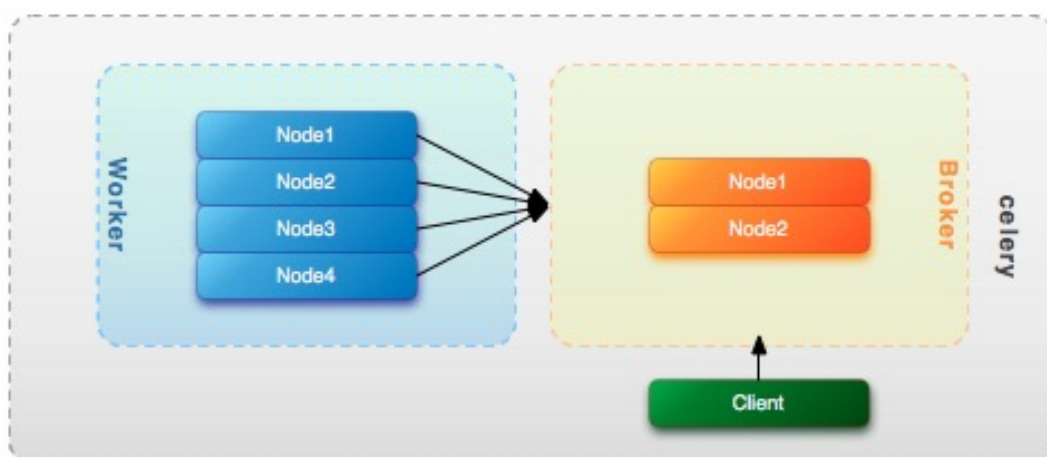 Worker
Node1
Node2
Node3
Node4
Node1
Node2
Broker
celery
Client